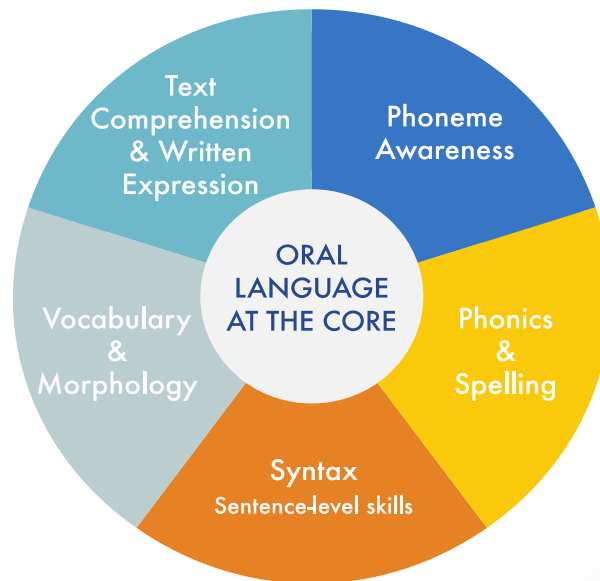 Text
Comprehension
& Written
Expression
Phoneme
Awareness
ORAL
LANGUAGE
AT THE CORE
Vocabulary
&
Morphology
Phonics
&
Spelling
Syntax
Sentence-level skills